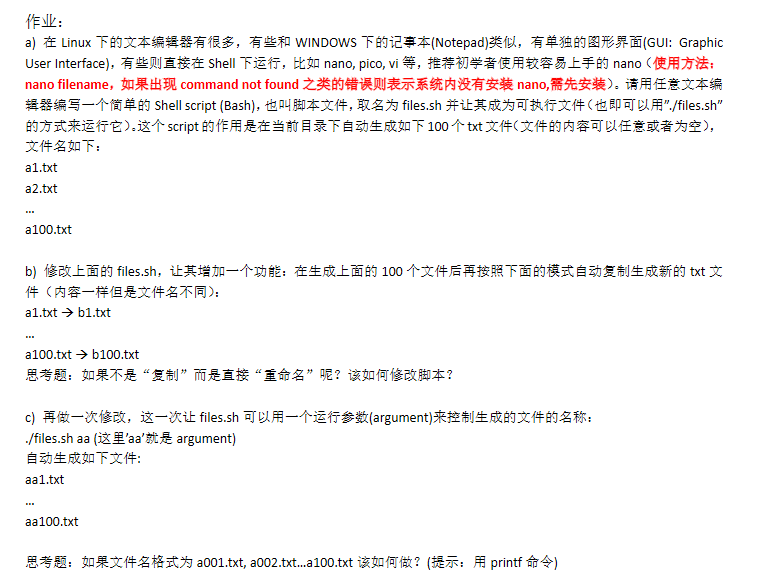 作业：
a) 在 Linux 下的文本编辑器有很多，有些和 WINDOWS 下的记事本(Notepad)类似，有单独的图形界面(GUI: Graphic
User Interface)，有些则直接在 Shell 下运行，比如 nano, pico, vi 等，推荐初学者使用较容易上手的 nano（使用方法：
nano filename，如果出现 command not found 之类的错误则表示系统内没有安装 nano,需先安装）。请用任意文本编
辑器编写一个简单的 Shell script (Bash)，也叫脚本文件，取名为 files.sh 并让其成为可执行文件（也即可以用”./files.sh”
的方式来运行它）。这个 script 的作用是在当前目录下自动生成如下 100 个 txt 文件（文件的内容可以任意或者为空），
文件名如下：
a1.txt
a2.txt
...
a100.txt
b) 修改上面的 files.sh，让其增加一个功能：在生成上面的 100 个文件后再按照下面的模式自动复制生成新的 txt 文
件（内容一样但是文件名不同）：
a1.txt → b1.txt
...
a100.txt → b100.txt
思考题：如果不是“复制”而是直接“重命名”呢？该如何修改脚本？
c) 再做一次修改，这一次让 files.sh 可以用一个运行参数(argument)来控制生成的文件的名称：
./files.sh aa (这里’aa’就是 argument)
自动生成如下文件:
aa1.txt
...
aa100.txt
思考题：如果文件名格式为 a001.txt, a002.txt...a100.txt 该如何做？(提示：用 printf 命令)